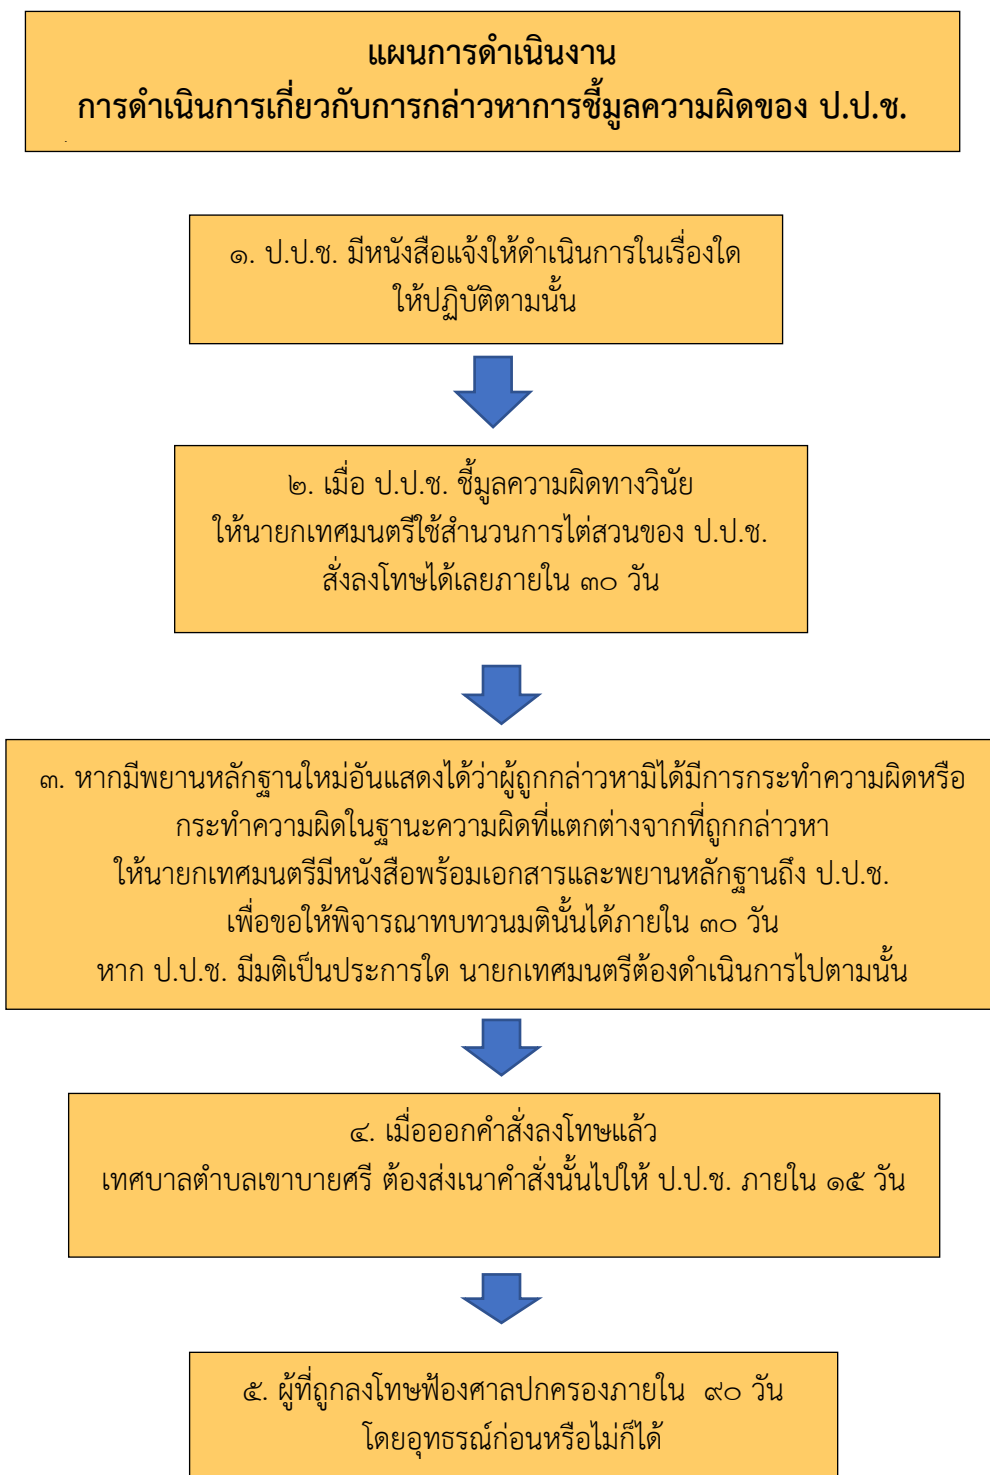 แผนการดำเนินงาน
การดำเนินการเกี่ยวกับการกล่าวหาการชี้มูลความผิดของ ป.ป.ช.
๑. ป.ป.ช. มีหนังสือแจ้งให้ดำเนินการในเรื่องใด
ให้ปฏิบัติตามนั้น
๒. เมื่อ ป.ป.ช. ชี้มูลความผิดทางวินัย
ให้นายกเทศมนตรีใช้สำนวนการไต่สวนของ ป.ป.ช.
สั่งลงโทษได้เลยภายใน ๓๐ วัน
๓. หากมีพยานหลักฐานใหม่อันแสดงได้ว่าผู้ถูกกล่าวหามิได้มีการกระทำความผิดหรือ
กระทำความผิดในฐานะความผิดที่แตกต่างจากที่ถูกกล่าวหา
ให้นายกเทศมนตรีมีหนังสือพร้อมเอกสารและพยานหลักฐานถึง ป.ป.ช.
เพื่อขอให้พิจารณาทบทวนมตินั้นได้ภายใน ๓๐ วัน
หาก ป.ป.ช. มีมติเป็นประการใด นายกเทศมนตรีต้องดำเนินการไปตามนั้น
๔. เมื่อออกคำสั่งลงโทษแล้ว
เทศบาลตำบลเขาบายศรี ต้องส่งเนาคำสั่งนั้นไปให้ ป.ป.ช. ภายใน ๑๕ วัน
๕. ผู้ที่ถูกลงโทษฟ้องศาลปกครองภายใน ๙๐ วัน
โดยอุทธรณ์ก่อนหรือไม่ก็ได้